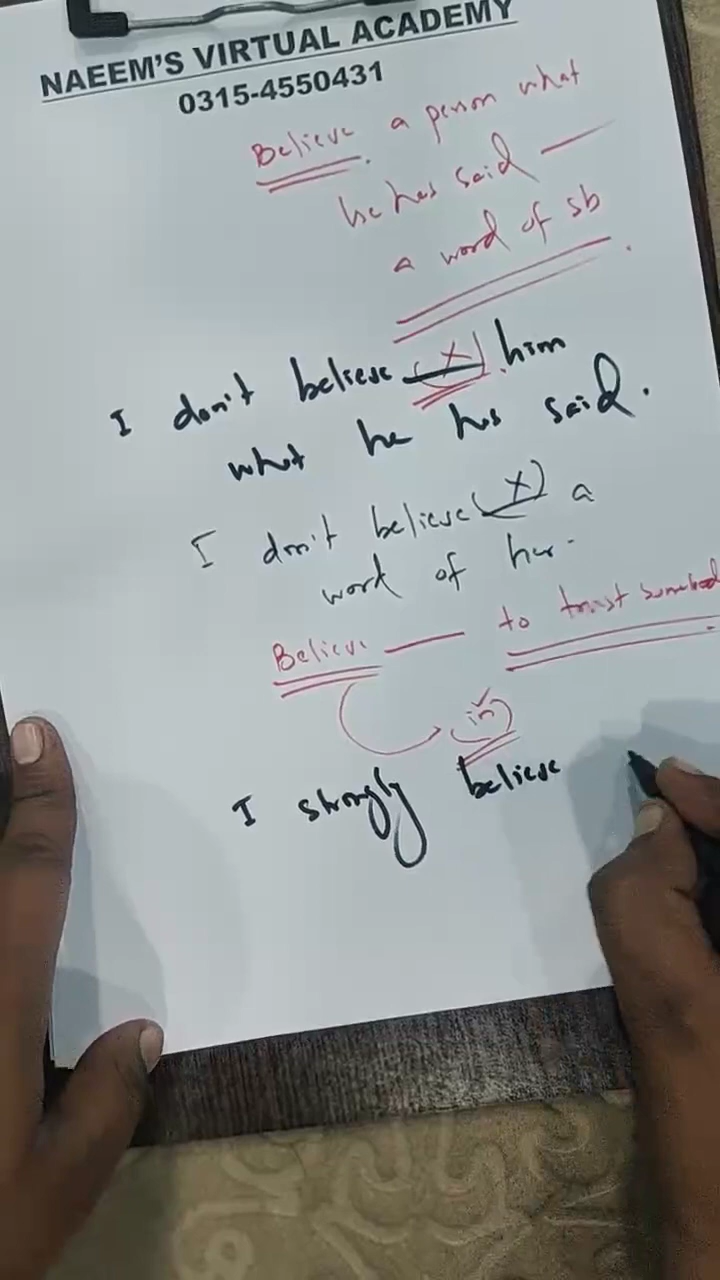 NAEEM'S VIRTUAL ACADEMY
0315-4550431
Believe a person what
he has said —
a word of sb.
I don't believe (X) him
what he has said.
I don't believe (X) a
word of her.
Believe — to trust somebod
(in)
I strongly believe